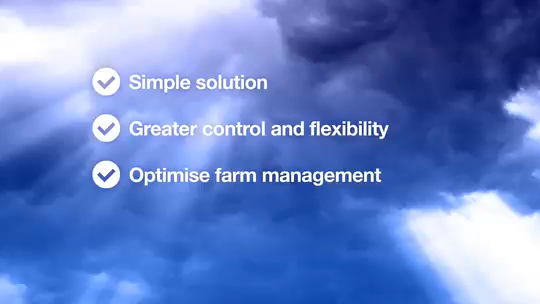 Simple solution
Greater control and flexibility
Optimise farm management